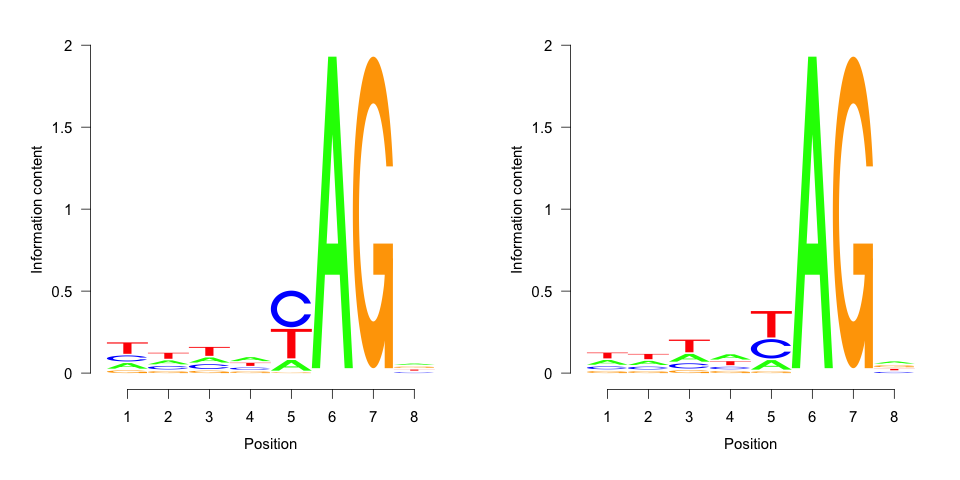 2
1.5
1
0.5
0
Information content
T T T A C A G A
C A A T T G
A C C C A T
G G G G C
1 2 3 4 5 6 7 8
Position
2
1.5
1
0.5
0
Information content
T T T A T A G A
A A A T C G
C C C C A T
G G G G C
1 2 3 4 5 6 7 8
Position